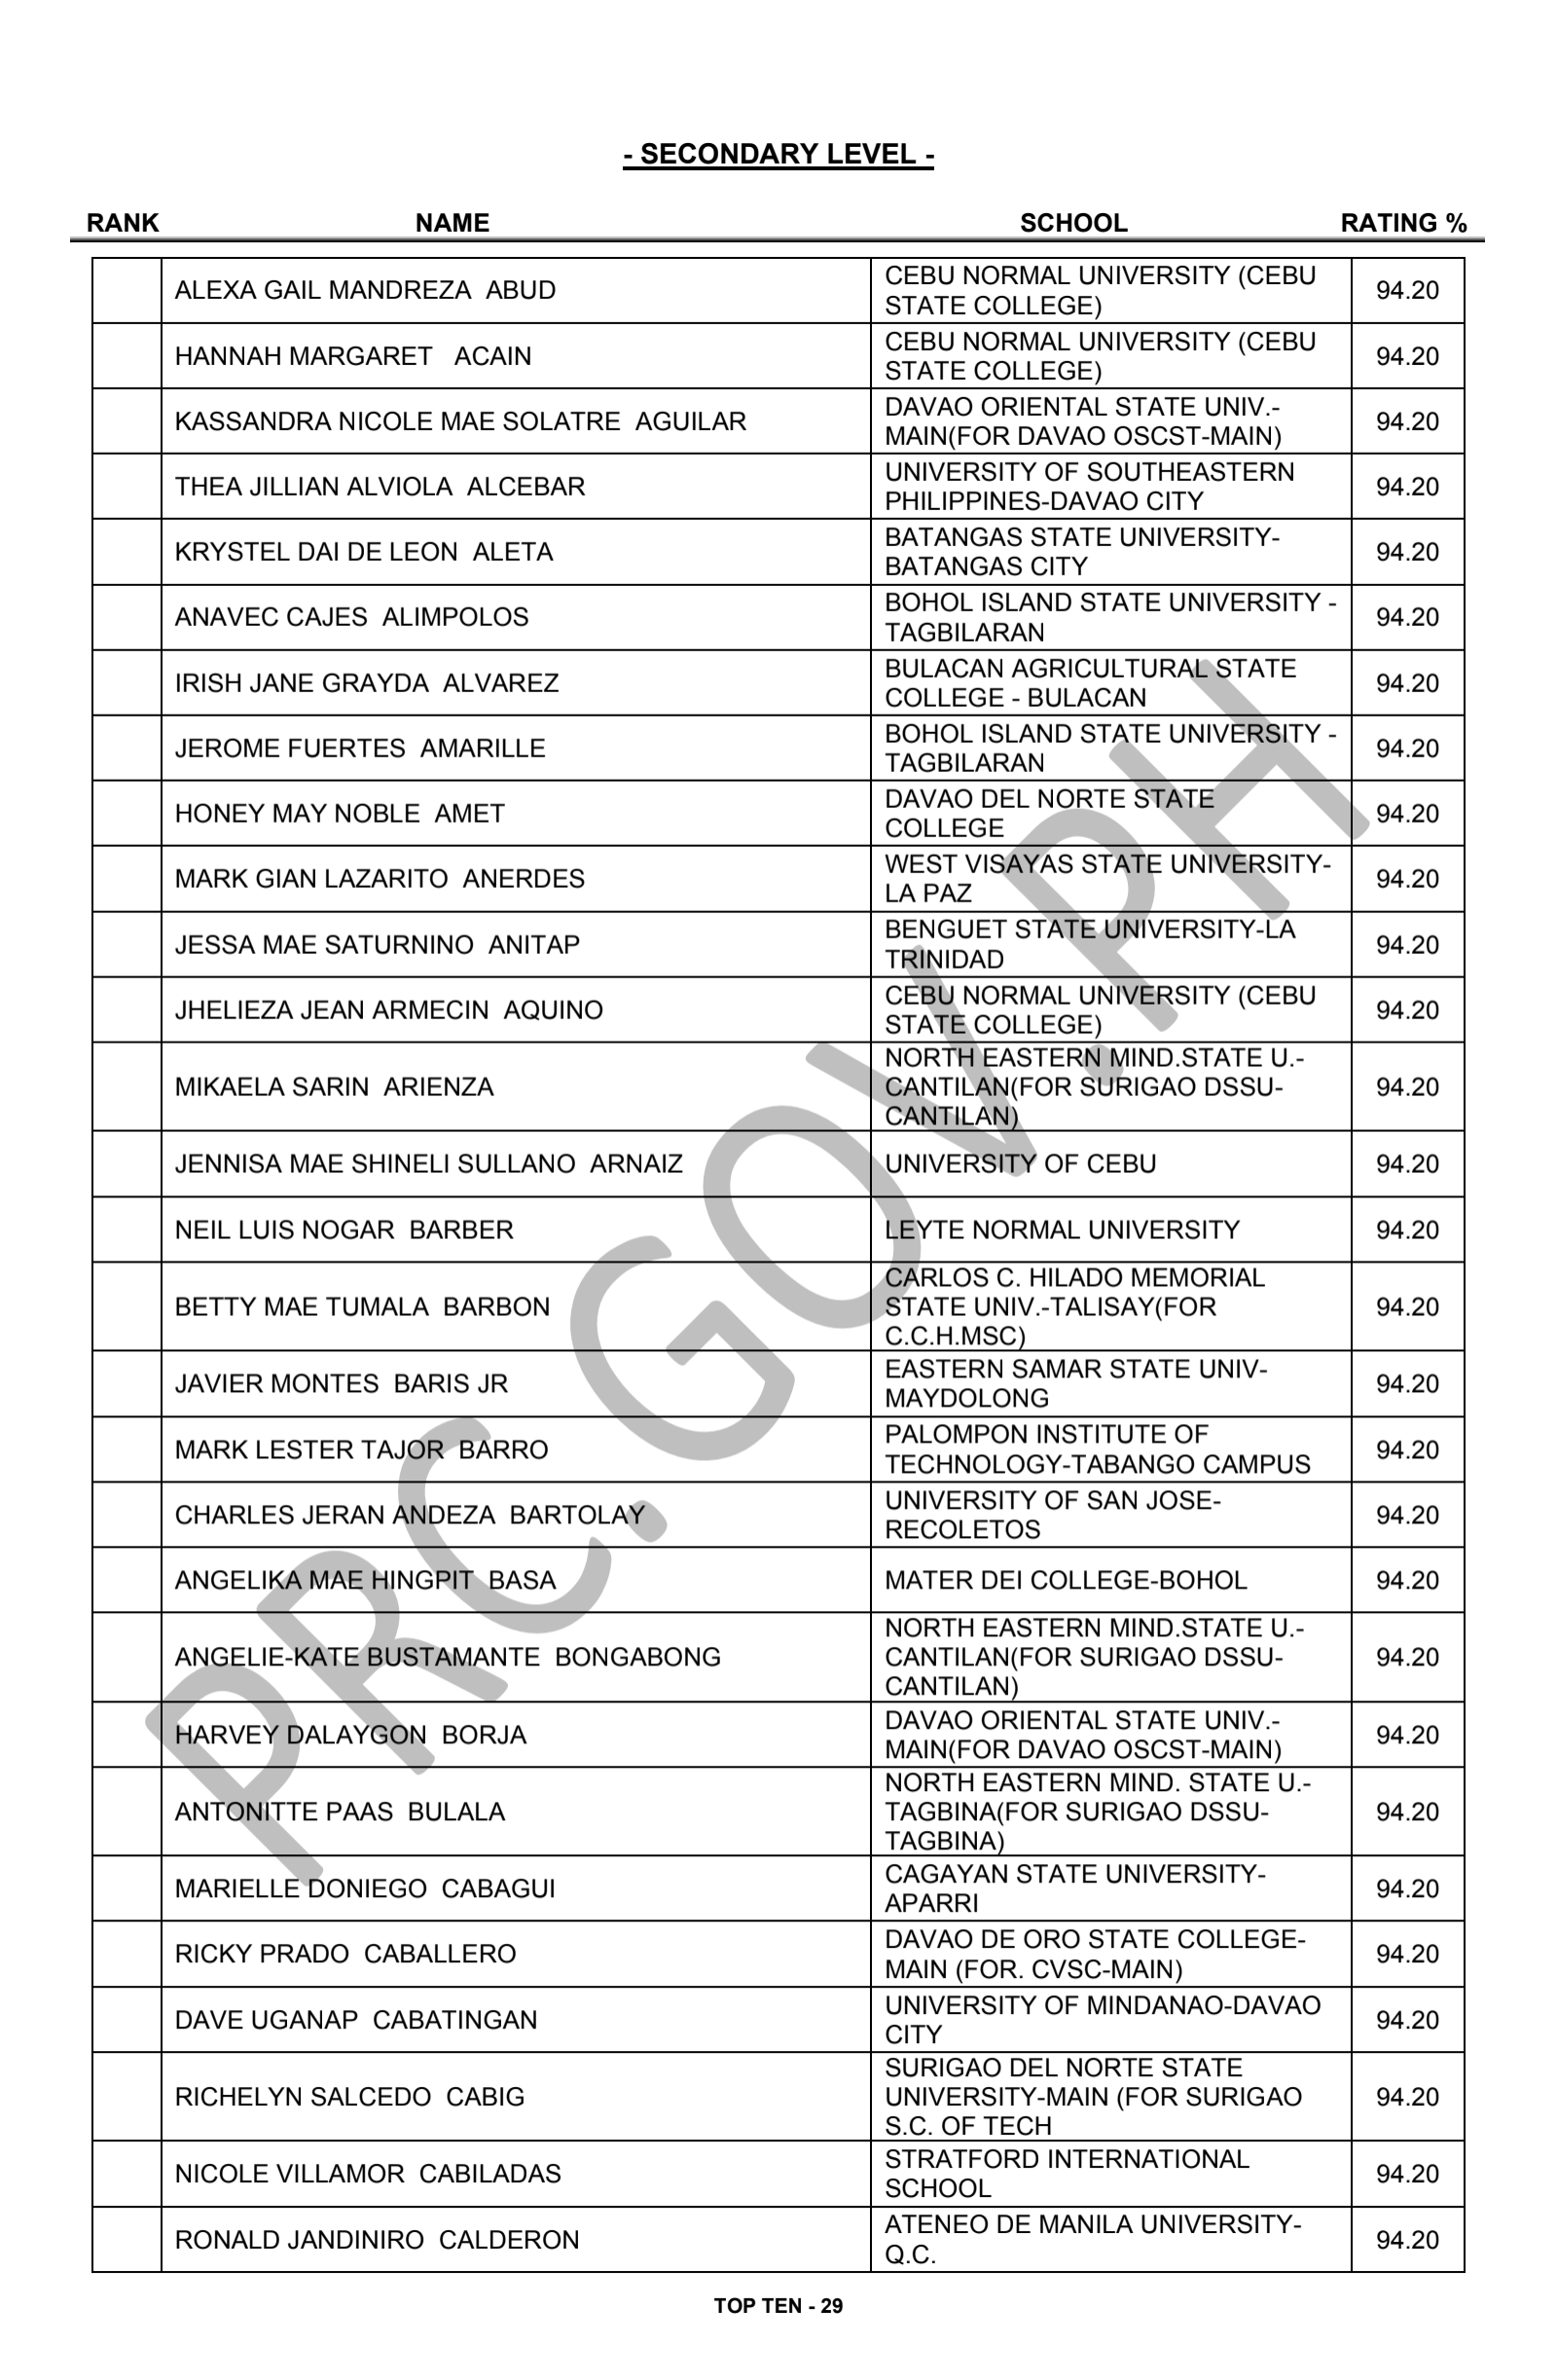 - SECONDARY LEVEL -
RANK NAME SCHOOL RATING %
ALEXA GAIL MANDREZA ABUD CEBU NORMAL UNIVERSITY (CEBU
STATE COLLEGE) 94.20
HANNAH MARGARET ACAIN CEBU NORMAL UNIVERSITY (CEBU
STATE COLLEGE) 94.20
KASSANDRA NICOLE MAE SOLATRE AGUILAR DAVAO ORIENTAL STATE UNIV.-
MAIN(FOR DAVAO OSCST-MAIN) 94.20
THEA JILLIAN ALVIOLA ALCEBAR UNIVERSITY OF SOUTHEASTERN
PHILIPPINES-DAVAO CITY 94.20
KRYSTEL DAI DE LEON ALETA BATANGAS STATE UNIVERSITY-
BATANGAS CITY 94.20
ANAVEC CAJES ALIMPOLOS BOHOL ISLAND STATE UNIVERSITY -
TAGBILARAN 94.20
IRISH JANE GRAYDA ALVAREZ BULACAN AGRICULTURAL STATE
COLLEGE - BULACAN 94.20
JEROME FUERTES AMARILLE BOHOL ISLAND STATE UNIVERSITY -
TAGBILARAN 94.20
HONEY MAY NOBLE AMET DAVAO DEL NORTE STATE
COLLEGE 94.20
MARK GIAN LAZARITO ANERDES WEST VISAYAS STATE UNIVERSITY-
LA PAZ 94.20
JESSA MAE SATURNINO ANITAP BENGUET STATE UNIVERSITY-LA
TRINIDAD 94.20
JHELIEZA JEAN ARMECIN AQUINO CEBU NORMAL UNIVERSITY (CEBU
STATE COLLEGE) 94.20
MIKAELA SARIN ARIENZA NORTH EASTERN MIND.STATE U.-
CANTILAN(FOR SURIGAO DSSU-
CANTILAN) 94.20
JENNISA MAE SHINELI SULLANO ARNAIZ UNIVERSITY OF CEBU 94.20
NEIL LUIS NOGAR BARBER LEYTE NORMAL UNIVERSITY 94.20
BETTY MAE TUMALA BARBON CARLOS C. HILADO MEMORIAL
STATE UNIV.-TALISAY(FOR
C.C.H.MSC) 94.20
JAVIER MONTES BARIS JR EASTERN SAMAR STATE UNIV-
MAYDOLONG 94.20
MARK LESTER TAJOR BARRO PALOMPON INSTITUTE OF
TECHNOLOGY-TABANGO CAMPUS 94.20
CHARLES JERAN ANDEZA BARTOLAY UNIVERSITY OF SAN JOSE-
RECOLETOS 94.20
ANGELIKA MAE HINGPIT BASA MATER DEI COLLEGE-BOHOL 94.20
ANGELIE-KATE BUSTAMANTE BONGABONG NORTH EASTERN MIND.STATE U.-
CANTILAN(FOR SURIGAO DSSU-
CANTILAN) 94.20
HARVEY DALAYGON BORJA DAVAO ORIENTAL STATE UNIV.-
MAIN(FOR DAVAO OSCST-MAIN) 94.20
ANTONITTE PAAS BULALA NORTH EASTERN MIND. STATE U.-
TAGBINA(FOR SURIGAO DSSU-
TAGBINA) 94.20
MARIELLE DONIEGO CABAGUI CAGAYAN STATE UNIVERSITY-
APARRI 94.20
RICKY PRADO CABALLERO DAVAO DE ORO STATE COLLEGE-
MAIN (FOR. CVSC-MAIN) 94.20
DAVE UGANAP CABATINGAN UNIVERSITY OF MINDANAO-DAVAO
CITY 94.20
RICHELYN SALCEDO CABIG SURIGAO DEL NORTE STATE
UNIVERSITY-MAIN (FOR SURIGAO
S.C. OF TECH 94.20
NICOLE VILLAMOR CABILADAS STRATFORD INTERNATIONAL
SCHOOL 94.20
RONALD JANDINIRO CALDERON ATENEO DE MANILA UNIVERSITY-
Q.C. 94.20
PRC.GOV.PH
TOP TEN - 29